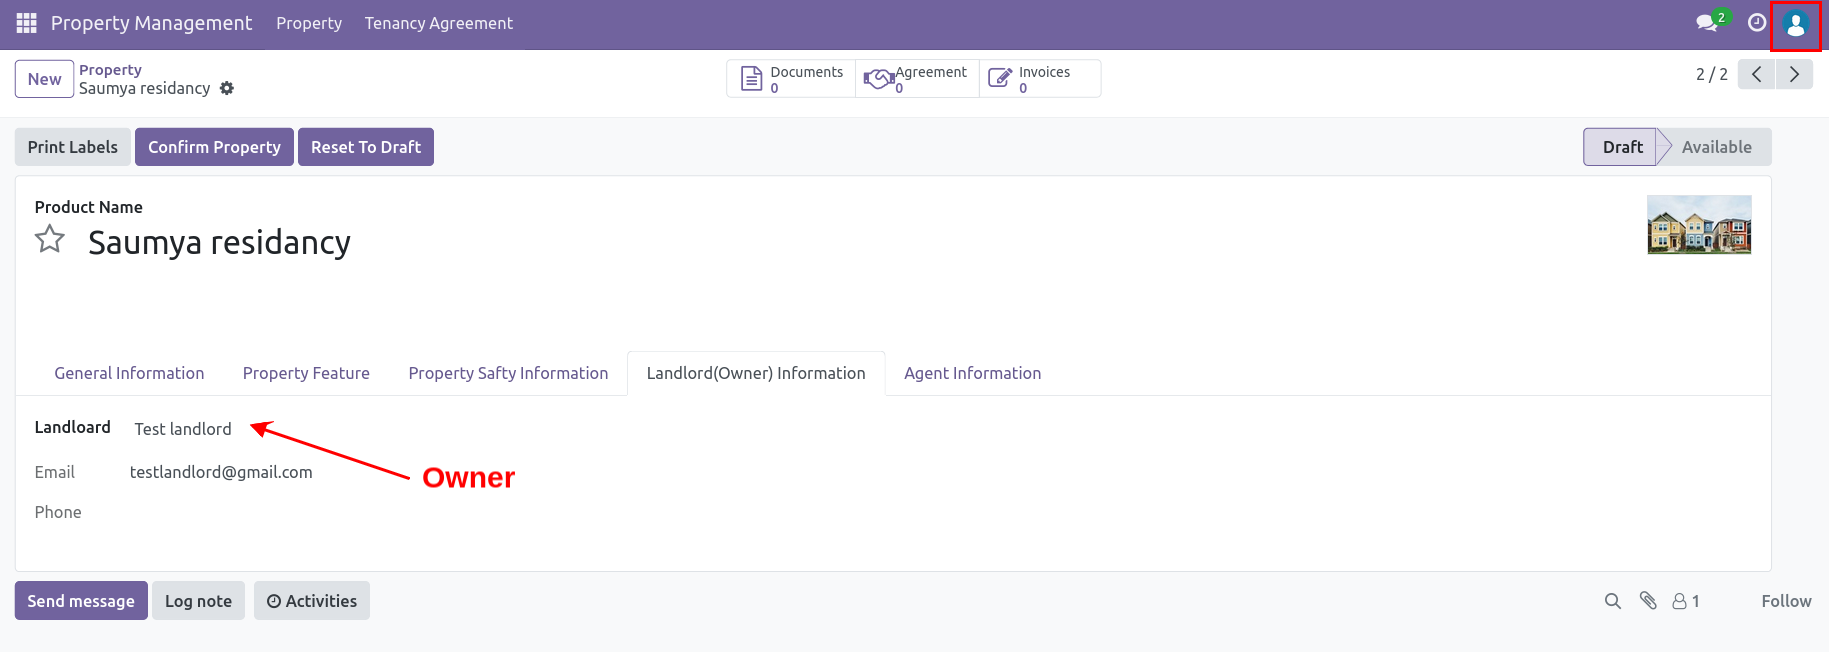 Property Management Property Tenancy Agreement 2
New Property Documents Agreement Invoices 2 / 2
Saumya residancy 0 0 0
Print Labels Confirm Property Reset To Draft Draft Available
Product Name
Saumya residancy
General Information Property Feature Property Safty Information Landlord(Owner) Information Agent Information
Landloard Test landlord
Email testlandlord@gmail.com Owner
Phone
Send message Log note Activities 1 Follow